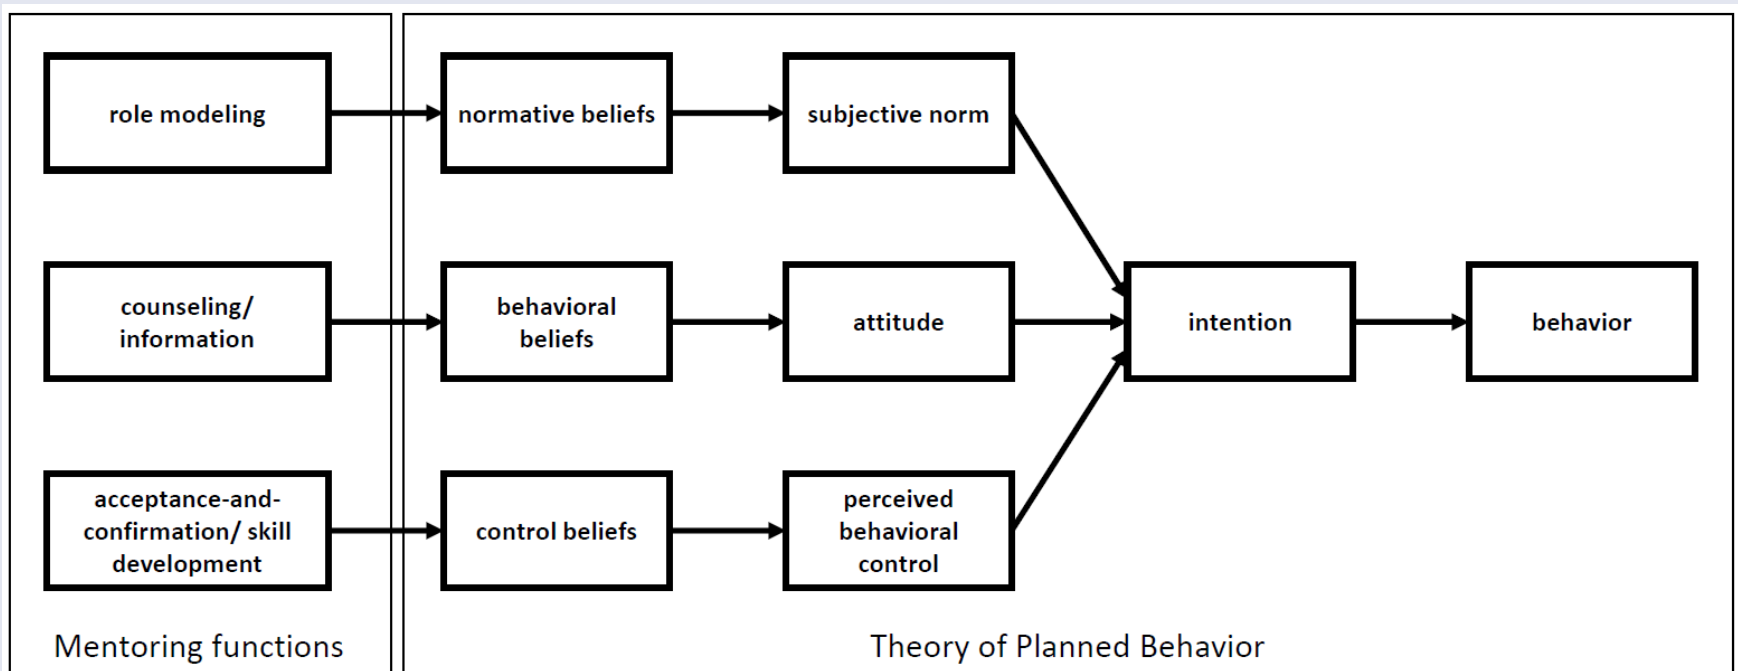 role modeling
normative beliefs
subjective norm
counseling/
information
behavioral
beliefs
attitude
intention
behavior
acceptance-and-
confirmation/ skill
development
control beliefs
perceived
behavioral
control
Mentoring functions
Theory of Planned Behavior